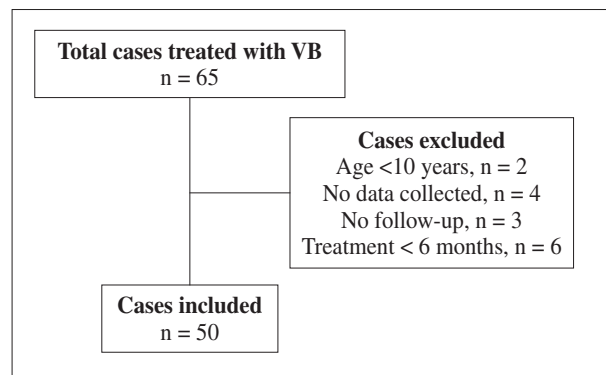 Total cases treated with VB
n = 65
Cases excluded
Age <10 years, n = 2
No data collected, n = 4
No follow-up, n = 3
Treatment < 6 months, n = 6
Cases included
n = 50